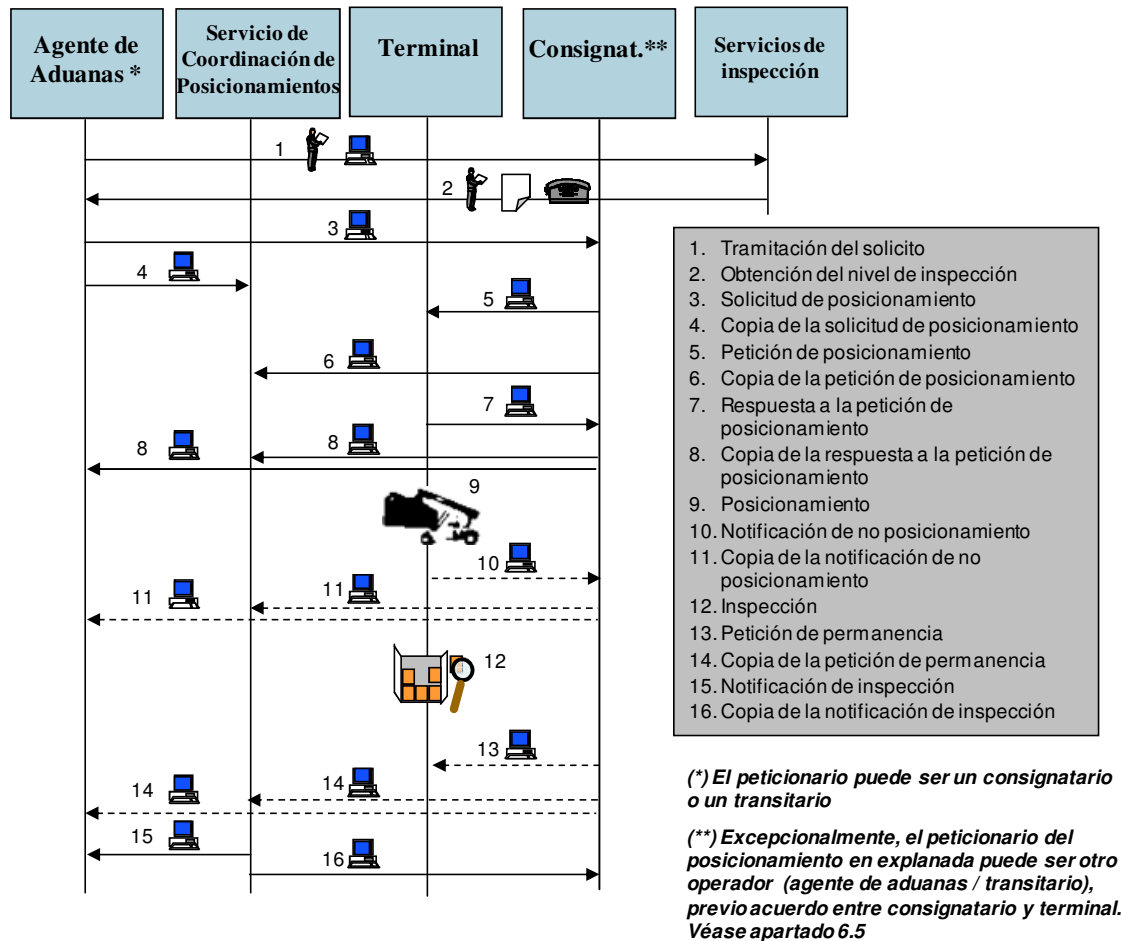 Agente de
Aduanas *
Servicio de
Coordinación de
Posicionamientos
Terminal
Consignat.**
Servicios de
inspección
1
2
3
4
5
6
7
8
8
9
10
11
11
12
13
14
14
15
16
1. Tramitación del solicito
2. Obtención del nivel de inspección
3. Solicitud de posicionamiento
4. Copia de la solicitud de posicionamiento
5. Petición de posicionamiento
6. Copia de la petición de posicionamiento
7. Respuesta a la petición de
posicionamiento
8. Copia de la respuesta a la petición de
posicionamiento
9. Posicionamiento
10. Notificación de no posicionamiento
11. Copia de la notificación de no
posicionamiento
12. Inspección
13. Petición de permanencia
14. Copia de la petición de permanencia
15. Notificación de inspección
16. Copia de la notificación de inspección
(*) El peticionario puede ser un consignatario
o un transitario
(**) Excepcionalmente, el peticionario del
posicionamiento en explanada puede ser otro
operador (agente de aduanas / transitario),
previo acuerdo entre consignatario y terminal.
Véase apartado 6.5